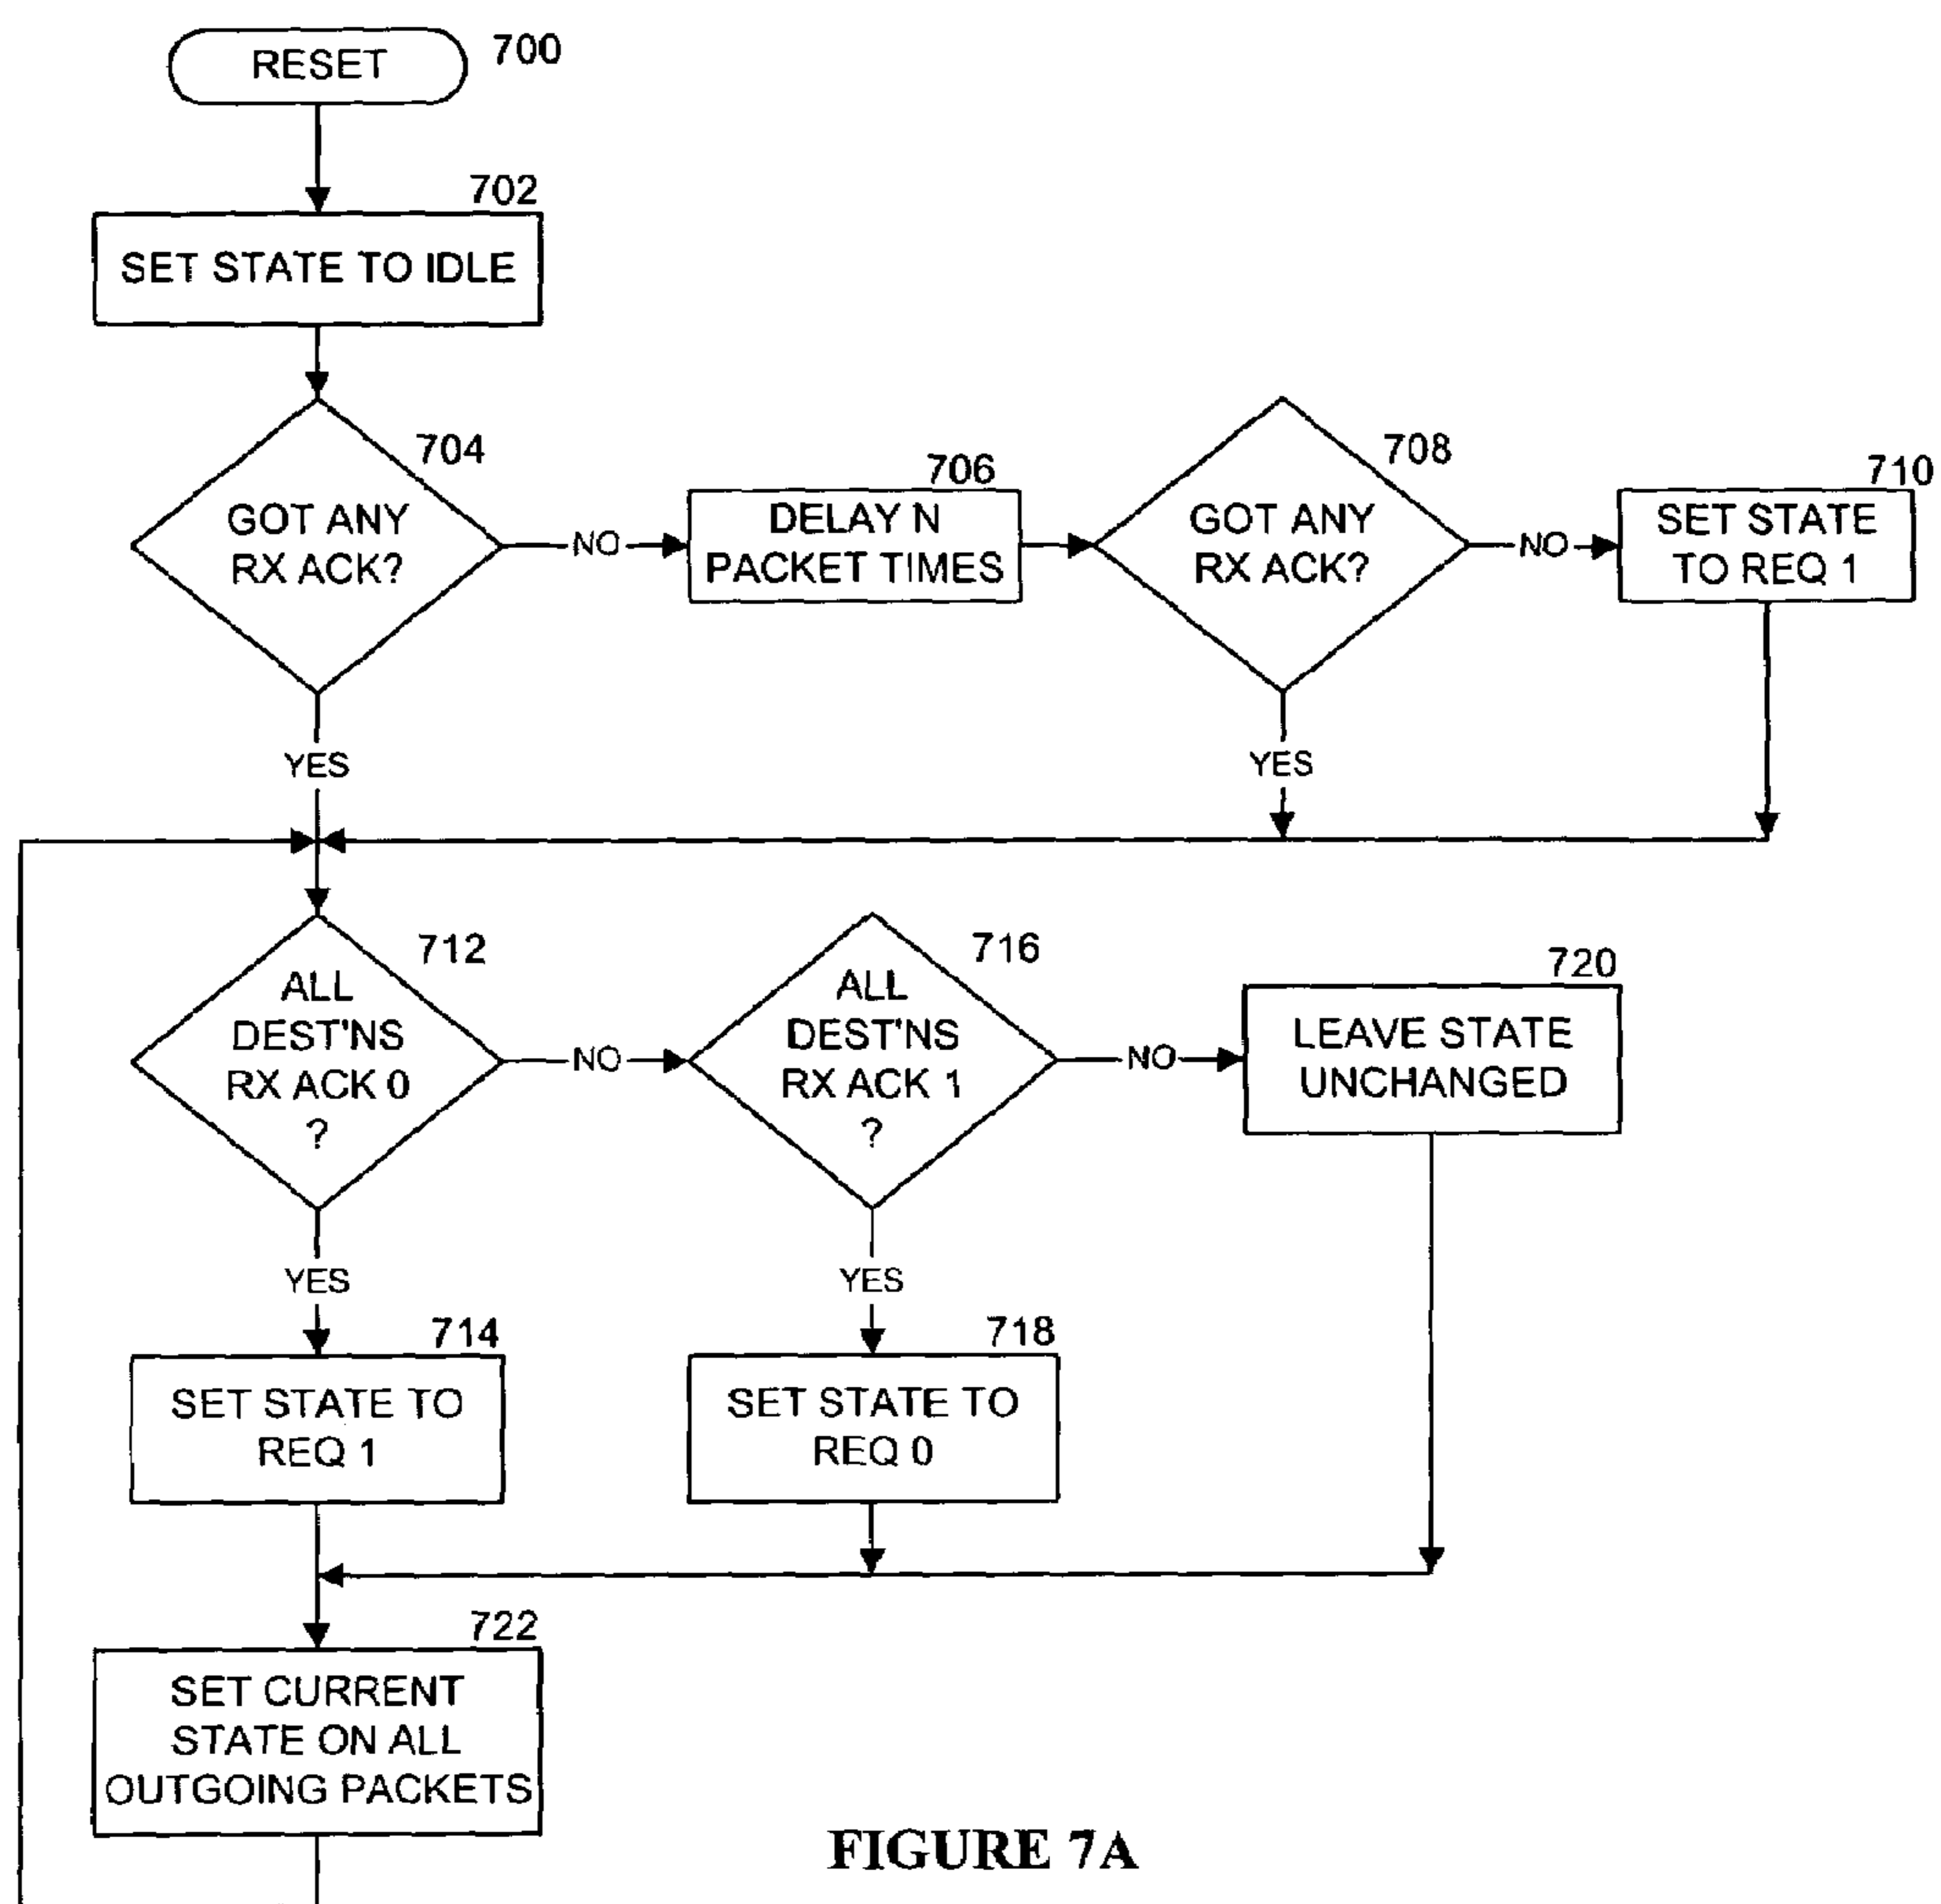 RESET
700
702
SET STATE TO IDLE
704
GOT ANY
RX ACK?
NO
706
DELAY N
PACKET TIMES
708
GOT ANY
RX ACK?
NO
710
SET STATE
TO REQ 1
YES
YES
712
ALL
DEST'NS
RX ACK 0
?
NO
716
ALL
DEST'NS
RX ACK 1
?
NO
720
LEAVE STATE
UNCHANGED
YES
YES
714
SET STATE TO
REQ 1
718
SET STATE TO
REQ 0
722
SET CURRENT
STATE ON ALL
OUTGOING PACKETS
FIGURE 7A